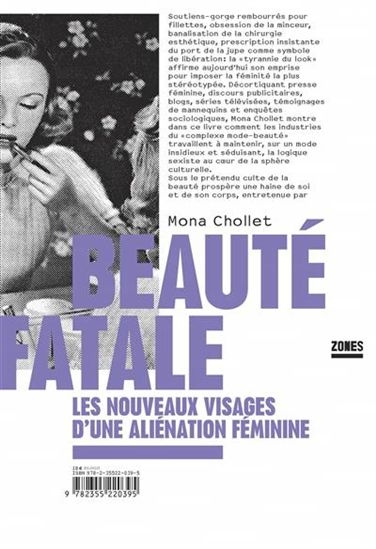 Soutiens-gorge rembourrés pour
fillettes, obsession de la minceur,
banalisation de la chirurgie
esthétique, prescription insistante
du port de la jupe comme symbole
de libération: la «tyrannie du look»
affirme aujourd'hui son emprise
pour imposer la féminité la plus
stéréotypée. Décortiquant presse
féminine, discours publicitaires,
blogs, séries télévisées, témoignages
de mannequins et enquêtes
sociologiques, Mona Chollet montre
dans ce livre comment les industries
du «complexe mode-beauté»
travaillent à maintenir, sur un mode
insidieux et séduisant, la logique
sexiste au cœur de la sphère
culturelle.
Sous le prétendu culte de la
beauté prospère une haine de soi
et de son corps, entretenue par
Mona Chollet
BEAUTÉ
FATALE
ZONES
LES NOUVEAUX VISAGES
D'UNE ALIÉNATION FÉMININE
18 €
ISBN 978-2-35522-039-5
9 782355 220395